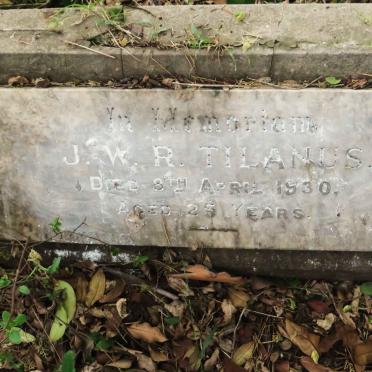 In Memoriam
J. W. R. TILANUS.
DIED 8TH APRIL 1930.
AGED 25 YEARS.